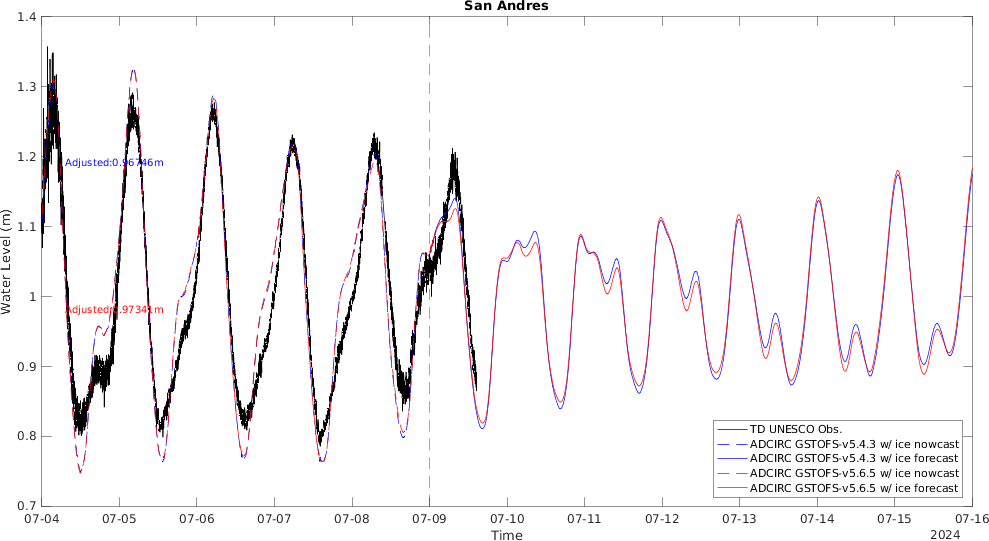 San Andres
Water Level (m)
1.4
1.3
1.2
1.1
1
0.9
0.8
0.7
Adjusted:0.96746m
Adjusted:0.97341m
TD UNESCO Obs.
ADCIRC GSTOFS-v5.4.3 w/ ice nowcast
ADCIRC GSTOFS-v5.4.3 w/ ice forecast
ADCIRC GSTOFS-v5.6.5 w/ ice nowcast
ADCIRC GSTOFS-v5.6.5 w/ ice forecast
07-04 07-05 07-06 07-07 07-08 07-09 07-10 07-11 07-12 07-13 07-14 07-15 07-16
Time
2024